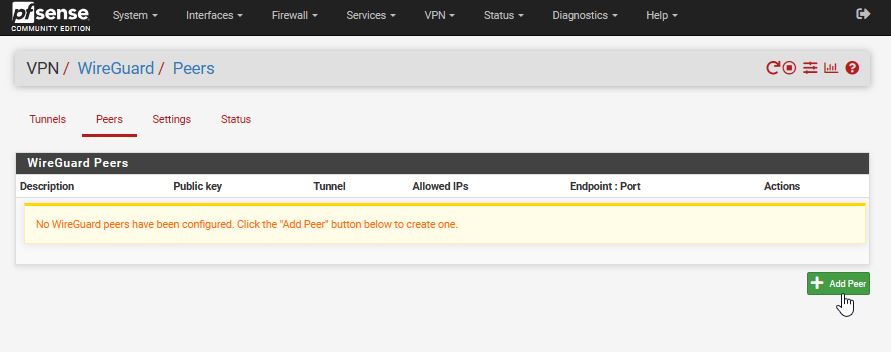 pfsense System Interfaces Firewall Services VPN Status Diagnostics Help
COMMUNITY EDITION
VPN / WireGuard / Peers
Tunnels Peers Settings Status
WireGuard Peers
Description Public key Tunnel Allowed IPs Endpoint : Port Actions
No WireGuard peers have been configured. Click the "Add Peer" button below to create one.
Add Peer